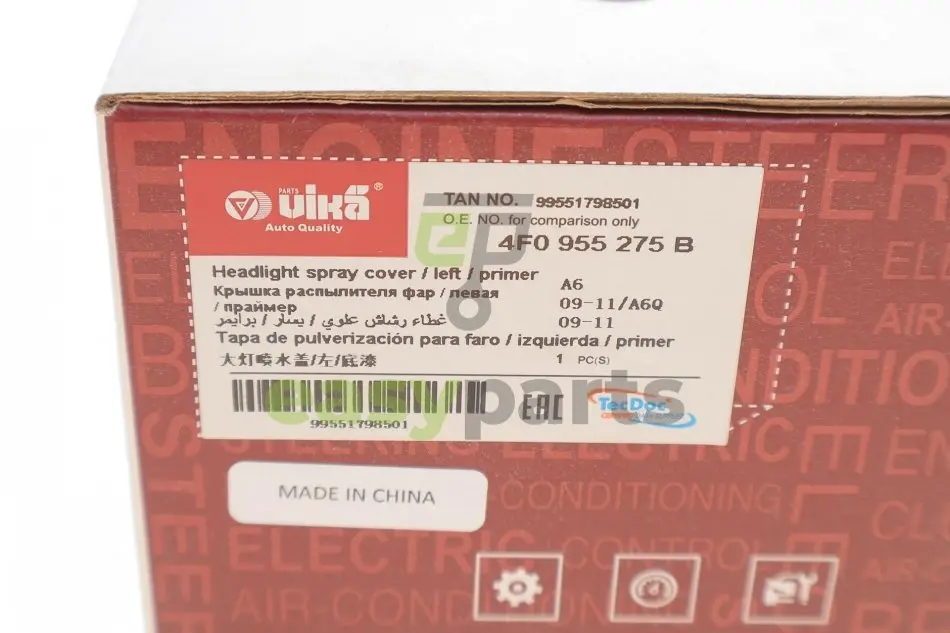 ENGINE STEER
PARTS
vika®
Auto Quality
TAN NO. 99551798501
O.E. NO. for comparison only
4F0 955 275 B
Headlight spray cover / left / primer
A6
Крышка распылителя фар / левая
09-11/A6Q
/ праймер
غطاء رشاش علوي / يسار / برايمر
09-11
Tapa de pulverización para faro / izquierda / primer
大灯喷水盖/左/底漆
1 PC(S)
easyparts
EAC
TecDoc
99551798501
MADE IN CHINA
-CONDITIONING
ELECTRIC
CONTROL
AIR-CONDITION